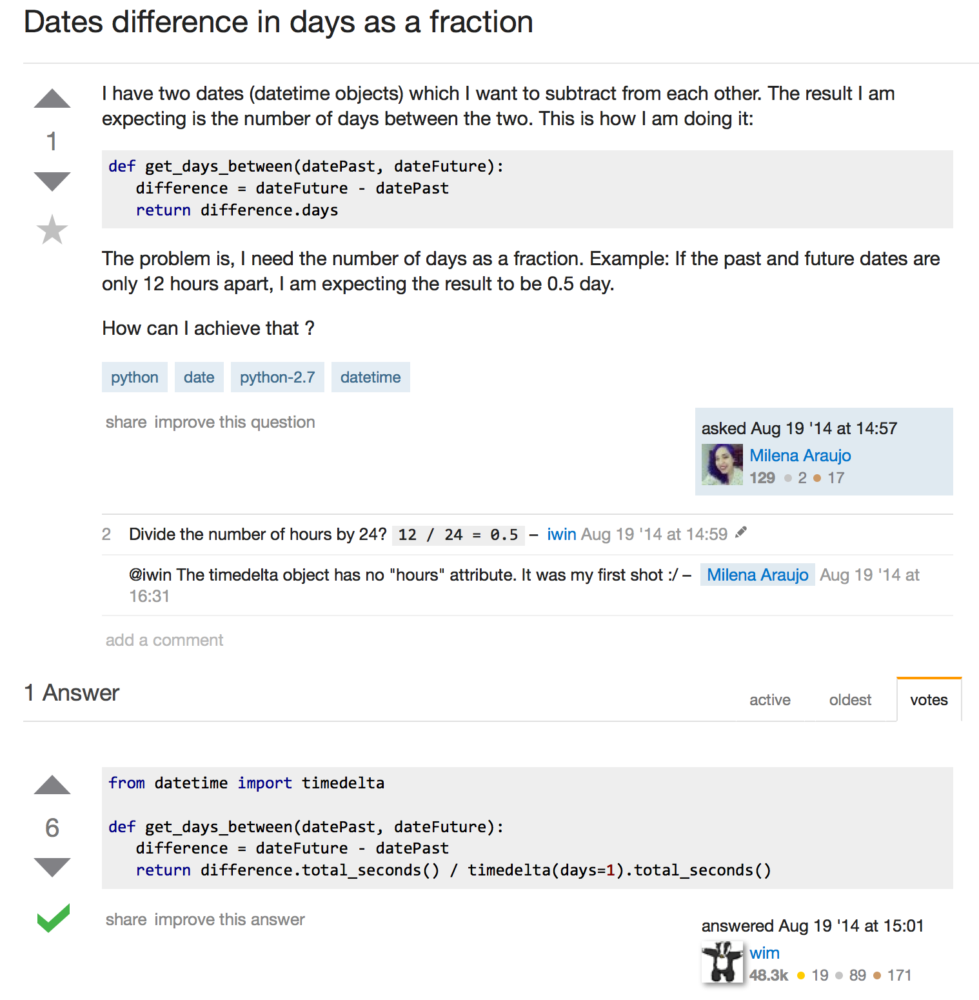 Dates difference in days as a fraction
I have two dates (datetime objects) which I want to subtract from each other. The result I am
expecting is the number of days between the two. This is how I am doing it:
1
def get_days_between(datePast, dateFuture):
   difference = dateFuture - datePast
   return difference.days
The problem is, I need the number of days as a fraction. Example: If the past and future dates are
only 12 hours apart, I am expecting the result to be 0.5 day.
How can I achieve that ?
python date python-2.7 datetime
share improve this question
asked Aug 19 '14 at 14:57
Milena Araujo
129 2 17
2 Divide the number of hours by 24? 12 / 24 = 0.5 – iwin Aug 19 '14 at 14:59
@iwin The timedelta object has no "hours" attribute. It was my first shot :/ – Milena Araujo Aug 19 '14 at
16:31
add a comment
1 Answer
active oldest votes
6
from datetime import timedelta
def get_days_between(datePast, dateFuture):
   difference = dateFuture - datePast
   return difference.total_seconds() / timedelta(days=1).total_seconds()
share improve this answer
answered Aug 19 '14 at 15:01
wim
48.3k 19 89 171